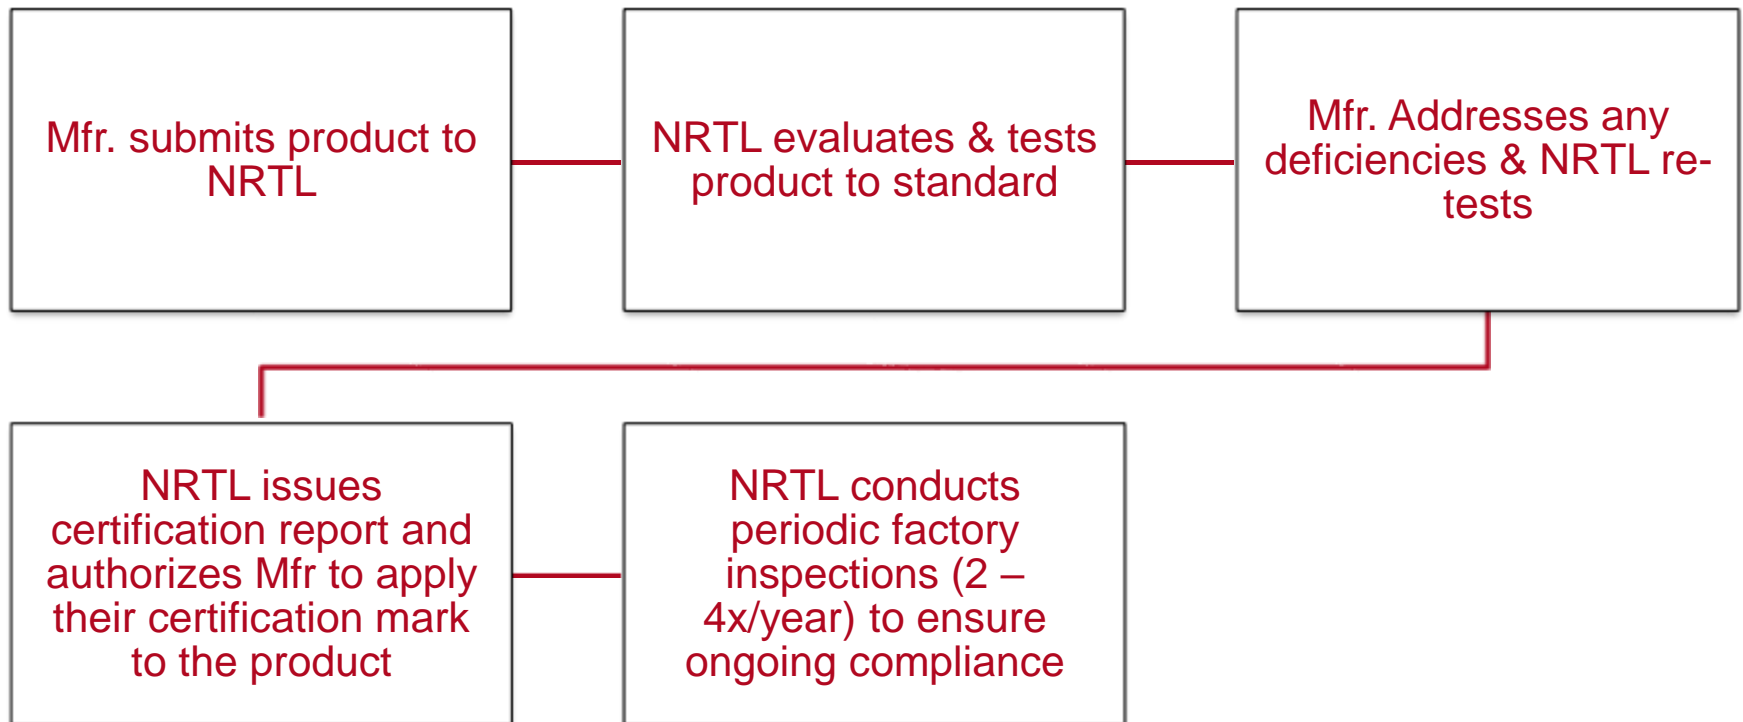 Mfr. submits product to
NRTL
NRTL evaluates & tests
product to standard
Mfr. Addresses any
deficiencies & NRTL re-
tests
NRTL issues
certification report and
authorizes Mfr to apply
their certification mark
to the product
NRTL conducts
periodic factory
inspections (2 –
4x/year) to ensure
ongoing compliance